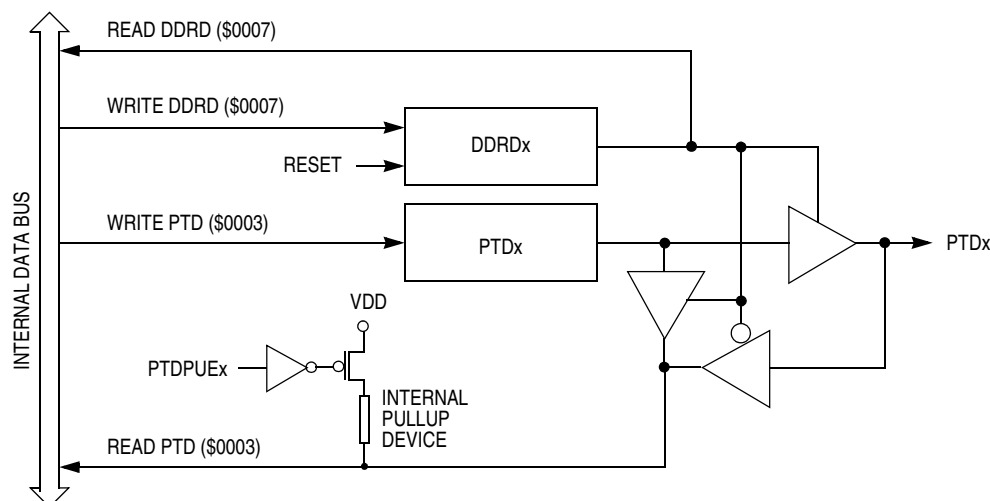 READ DDRD ($0007)
WRITE DDRD ($0007)
DDRDx
RESET
WRITE PTD ($0003)
PTDx
PTDx
INTERNAL DATA BUS
VDD
PTDPUEx
INTERNAL
PULLUP
DEVICE
READ PTD ($0003)